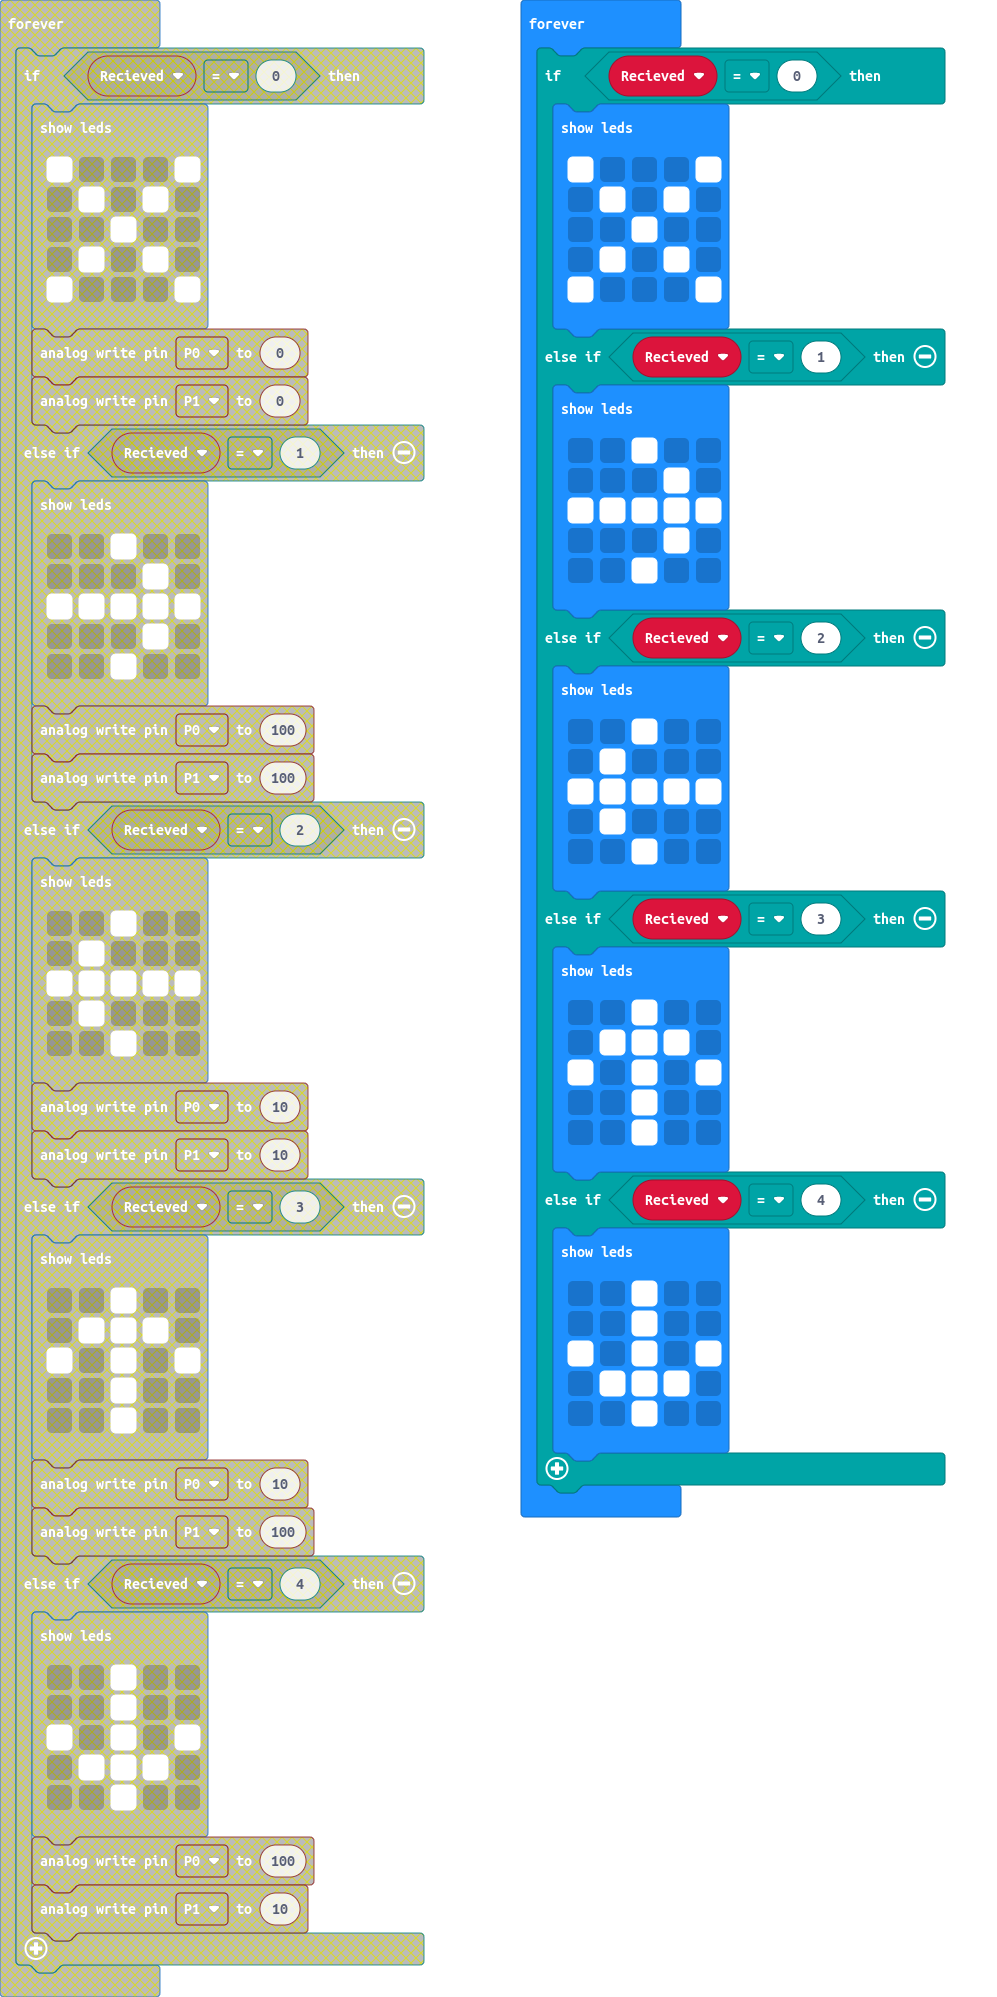 forever
if Recieved = 0 then
show leds
analog write pin P0 to 0
analog write pin P1 to 0
else if Recieved = 1 then
show leds
analog write pin P0 to 100
analog write pin P1 to 100
else if Recieved = 2 then
show leds
analog write pin P0 to 10
analog write pin P1 to 10
else if Recieved = 3 then
show leds
analog write pin P0 to 10
analog write pin P1 to 100
else if Recieved = 4 then
show leds
analog write pin P0 to 100
analog write pin P1 to 10
forever
if Recieved = 0 then
show leds
else if Recieved = 1 then
show leds
else if Recieved = 2 then
show leds
else if Recieved = 3 then
show leds
else if Recieved = 4 then
show leds